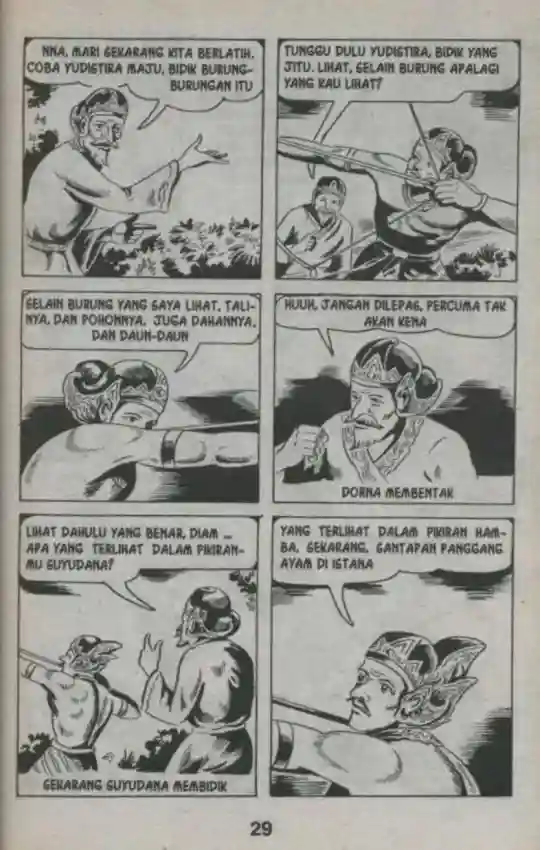 NNA, MARI SEKARANG KITA BERLATIH.
COBA YUDISTIRA MAJU, BIDIK BURUNG-
BURUNGAN ITU
TUNGGU DULU YUDISTIRA, BIDIK YANG
JITU. LIHAT, SELAIN BURUNG APALAGI
YANG KAU LIHAT?
SELAIN BURUNG YANG SAYA LIHAT, TALI-
NYA, DAN POHONNYA, JUGA DAHANNYA,
DAN DAUN-DAUN
HUUH, JANGAN DILEPAS, PERCUMA TAK
AKAN KENA
DORNA MEMBENTAK
LIHAT DAHULU YANG BENAR, DIAM ...
APA YANG TERLIHAT DALAM PIKIRAN-
MU SUYUDANA?
SEKARANG SUYUDANA MEMBIDIK
YANG TERLIHAT DALAM PIKIRAN HAM-
BA, SEKARANG, SANTAPAN PANGGANG
AYAM DI ISTANA
29